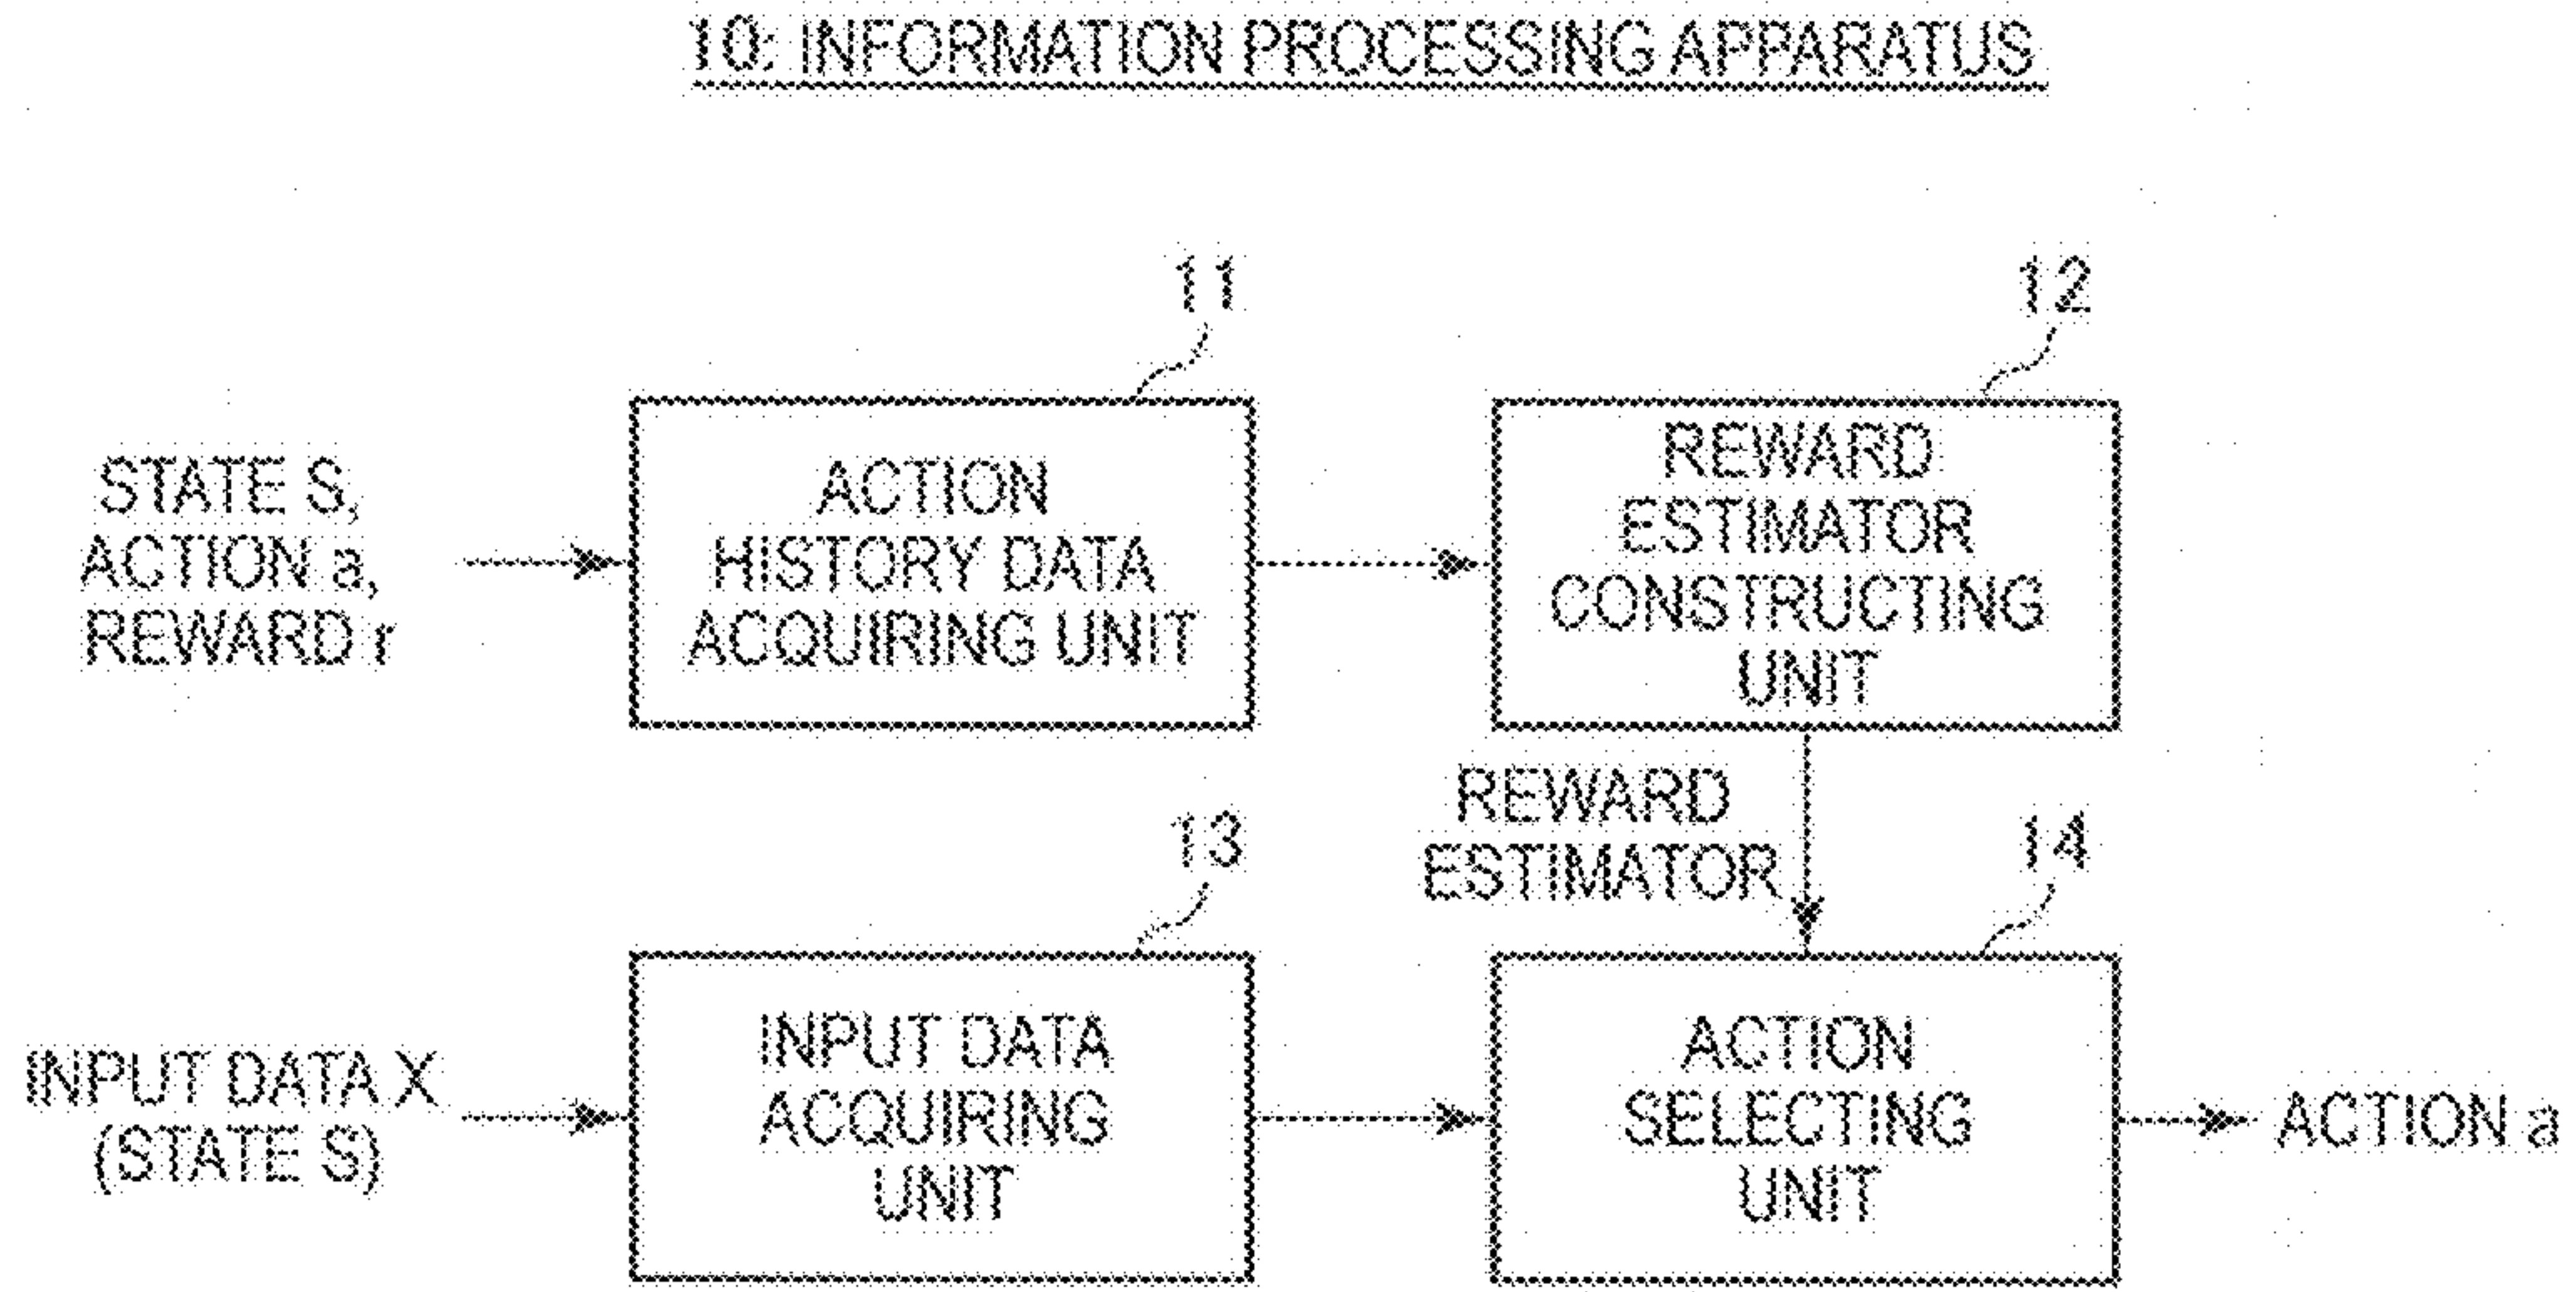 10: INFORMATION PROCESSING APPARATUS
11
12
STATE S,
ACTION a,
REWARD r
ACTION
HISTORY DATA
ACQUIRING UNIT
REWARD
ESTIMATOR
CONSTRUCTING
UNIT
REWARD
ESTIMATOR
13
14
INPUT DATA X
(STATE S)
INPUT DATA
ACQUIRING
UNIT
ACTION
SELECTING
UNIT
ACTION a